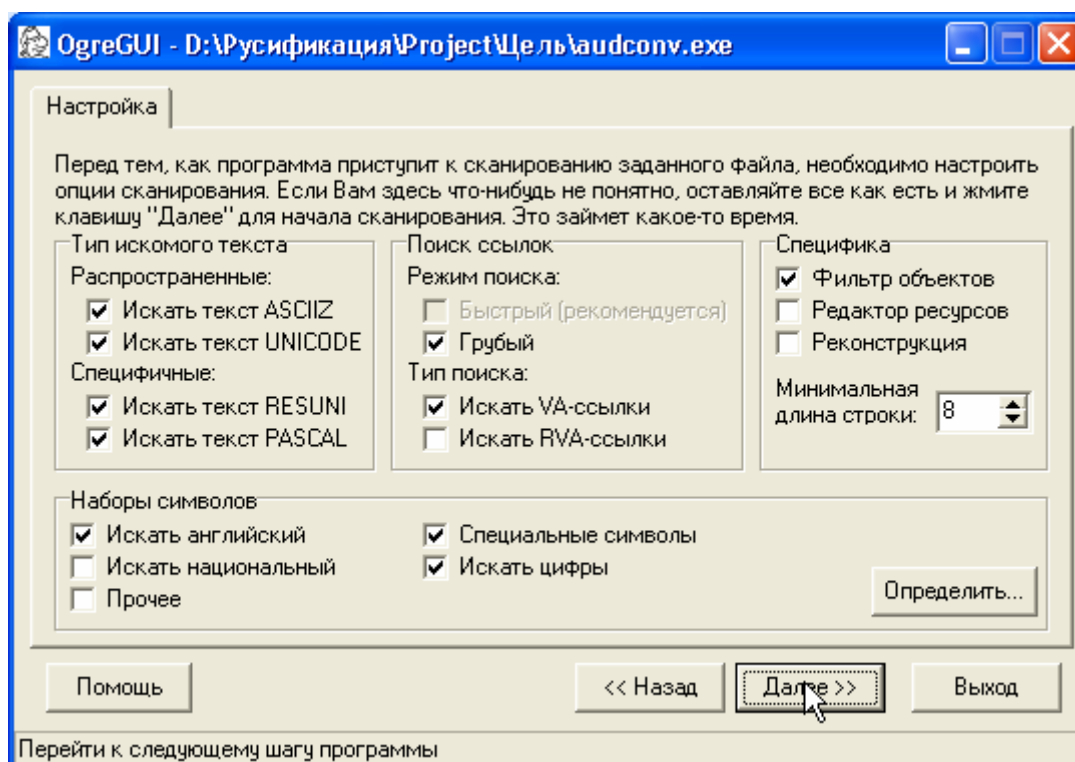 OgreGUI - D:\Русификация\Project\Цель\audconv.exe
Настройка
Перед тем, как программа приступит к сканированию заданного файла, необходимо настроить
опции сканирования. Если Вам здесь что-нибудь не понятно, оставляйте все как есть и жмите
клавишу "Далее" для начала сканирования. Это займет какое-то время.
Тип искомого текста
Распространенные:
Искать текст ASCIIZ
Искать текст UNICODE
Специфичные:
Искать текст RESUNI
Искать текст PASCAL
Поиск ссылок
Режим поиска:
Быстрый (рекомендуется)
Грубый
Тип поиска:
Искать VA-ссылки
Искать RVA-ссылки
Специфика
Фильтр объектов
Редактор ресурсов
Реконструкция
Минимальная
длина строки:
8
Наборы символов
Искать английский
Искать национальный
Прочее
Специальные символы
Искать цифры
Определить...
Помощь
<< Назад
Далее >>
Выход
Перейти к следующему шагу программы